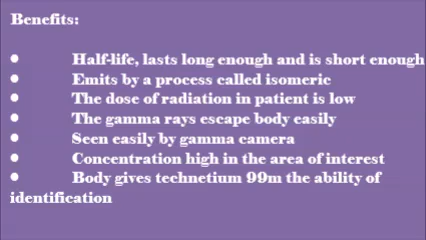 Benefits:
● Half-life, lasts long enough and is short enough
● Emits by a process called isomeric
● The dose of radiation in patient is low
● The gamma rays escape body easily
● Seen easily by gamma camera
● Concentration high in the area of interest
● Body gives technetium 99m the ability of
identification